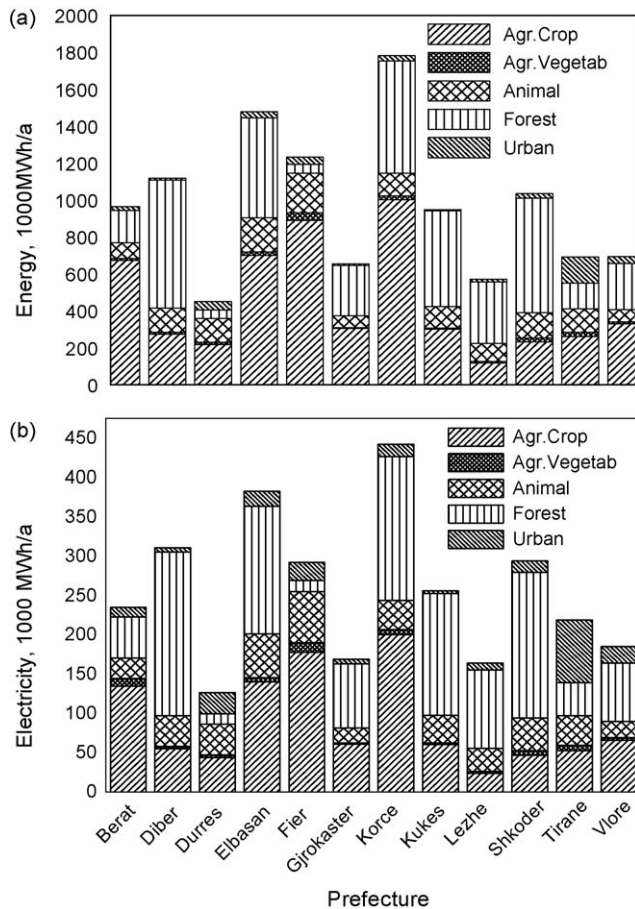 (a)
Energy, 1000MWh/a
2000
1800
1600
1400
1200
1000
800
600
400
200
0
Agr.Crop
Agr.Vegetab
Animal
Forest
Urban
(b)
Electricity, 1000 MWh/a
450
400
350
300
250
200
150
100
50
0
Agr.Crop
Agr.Vegetab
Animal
Forest
Urban
Berat
Diber
Durres
Elbasan
Fier
Gjrokaster
Korce
Kukes
Lezhe
Shkoder
Tirane
Vlore
Prefecture